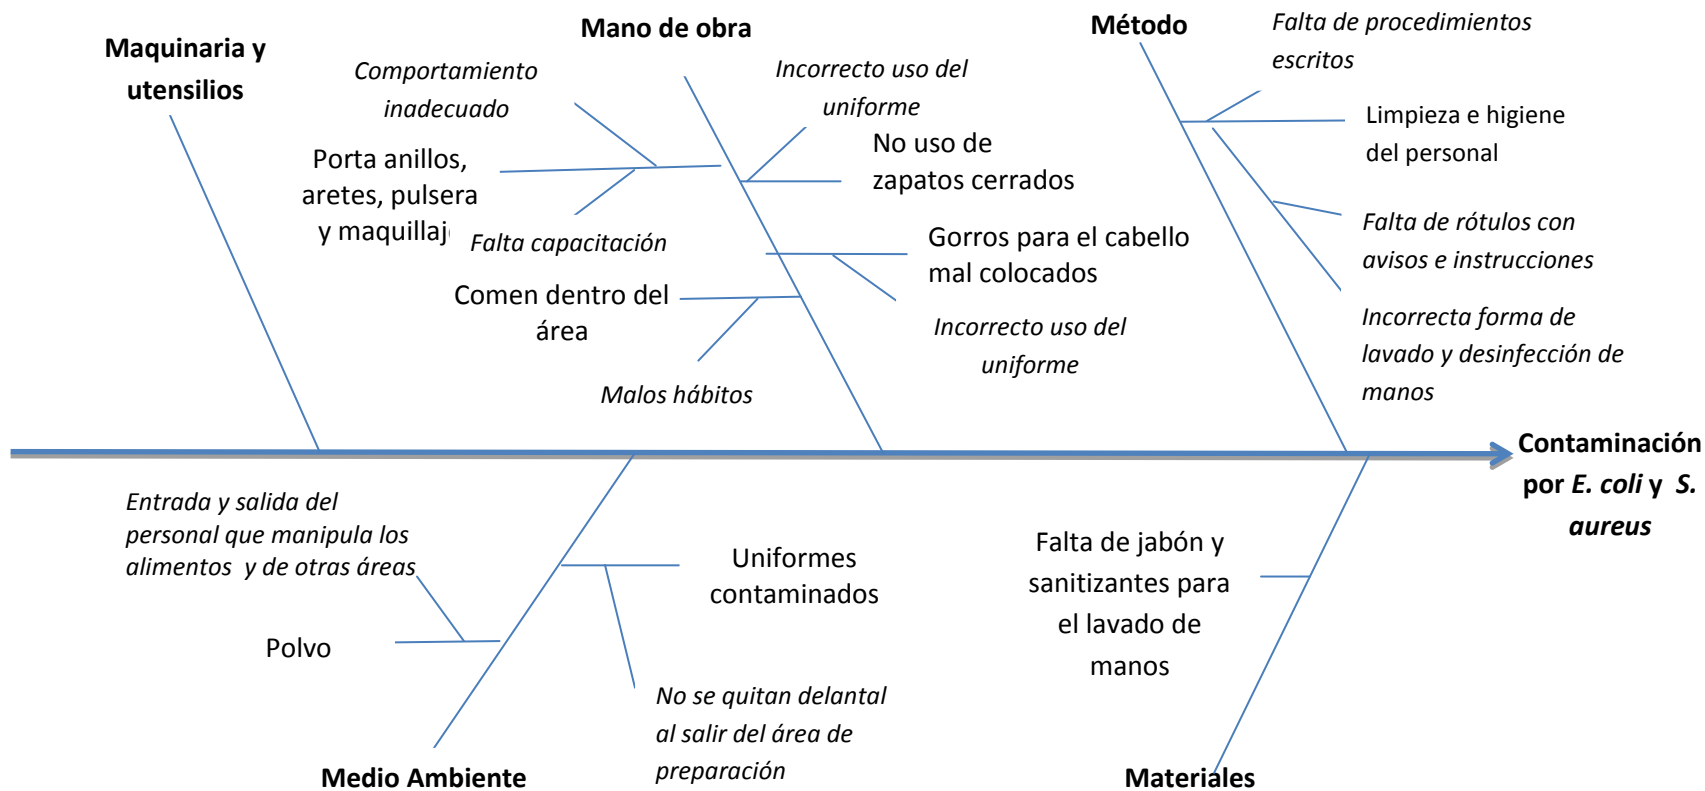 Maquinaria y
utensilios
Mano de obra
Método
Comportamiento
inadecuado
Porta anillos,
aretes, pulsera
y maquillaj
Falta capacitación
Comen dentro del
área
Malos hábitos
Incorrecto uso del
uniforme
No uso de
zapatos cerrados
Gorros para el cabello
mal colocados
Incorrecto uso del
uniforme
Falta de procedimientos
escritos
Limpieza e higiene
del personal
Falta de rótulos con
avisos e instrucciones
Incorrecta forma de
lavado y desinfección de
manos
Contaminación
por E. coli y S.
aureus
Entrada y salida del
personal que manipula los
alimentos y de otras áreas
Polvo
Uniformes
contaminados
No se quitan delantal
al salir del área de
preparación
Medio Ambiente
Falta de jabón y
sanitizantes para
el lavado de
manos
Materiales